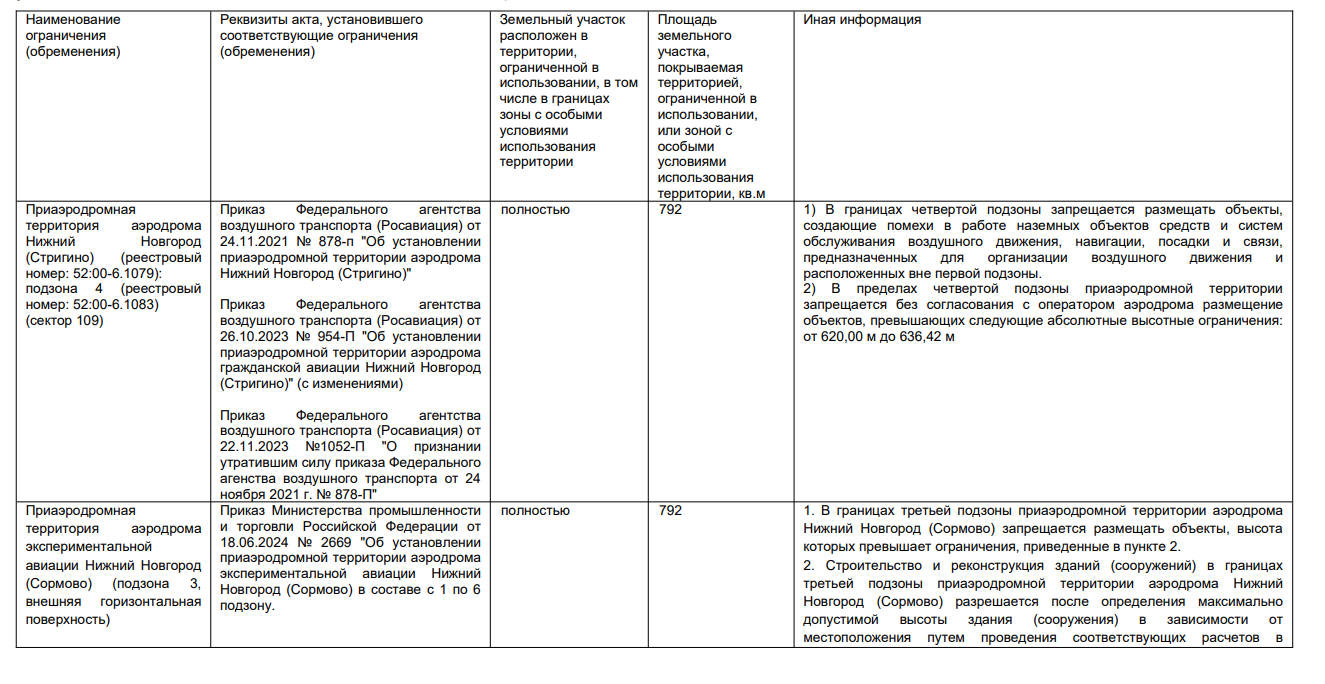 Наименование
ограничения
(обременения)
Реквизиты акта, установившего
соответствующие ограничения
(обременения)
Земельный участок
расположен в
территории,
ограниченной в
использовании, в том
числе в границах
зоны с особыми
условиями
использования
территории
Площадь
земельного
участка,
покрываемая
территорией,
ограниченной в
использовании,
или зоной с
особыми
условиями
использования
территории, кв.м
Иная информация
Приаэродромная
территория аэродрома
Нижний Новгород
(Стригино) (реестровый
номер: 52:00-6.1079):
подзона 4 (реестровый
номер: 52:00-6.1083)
(сектор 109)
Приказ Федерального агентства
воздушного транспорта (Росавиация) от
24.11.2021 № 878-п "Об установлении
приаэродромной территории аэродрома
Нижний Новгород (Стригино)"
Приказ Федерального агентства
воздушного транспорта (Росавиация) от
26.10.2023 № 954-П "Об установлении
приаэродромной территории аэродрома
гражданской авиации Нижний Новгород
(Стригино)" (с изменениями)
Приказ Федерального агентства
воздушного транспорта (Росавиация) от
22.11.2023 №1052-П "О признании
утратившим силу приказа Федерального
агенства воздушного транспорта от 24
ноября 2021 г. № 878-П"
полностью
792
1) В границах четвертой подзоны запрещается размещать объекты,
создающие помехи в работе наземных объектов средств и систем
обслуживания воздушного движения, навигации, посадки и связи,
предназначенных для организации воздушного движения и
расположенных вне первой подзоны.
2) В пределах четвертой подзоны приаэродромной территории
запрещается без согласования с оператором аэродрома размещение
объектов, превышающих следующие абсолютные высотные ограничения:
от 620,00 м до 636,42 м
Приаэродромная
территория аэродрома
экспериментальной
авиации Нижний Новгород
(Сормово) (подзона 3,
внешняя горизонтальная
поверхность)
Приказ Министерства промышленности
и торговли Российской Федерации от
18.06.2024 № 2669 "Об установлении
приаэродромной территории аэродрома
экспериментальной авиации Нижний
Новгород (Сормово) в составе с 1 по 6
подзону.
полностью
792
1. В границах третьей подзоны приаэродромной территории аэродрома
Нижний Новгород (Сормово) запрещается размещать объекты, высота
которых превышает ограничения, приведенные в пункте 2.
2. Строительство и реконструкция зданий (сооружений) в границах
третьей подзоны приаэродромной территории аэродрома Нижний
Новгород (Сормово) разрешается после определения максимально
допустимой высоты здания (сооружения) в зависимости от
местоположения путем проведения соответствующих расчетов в